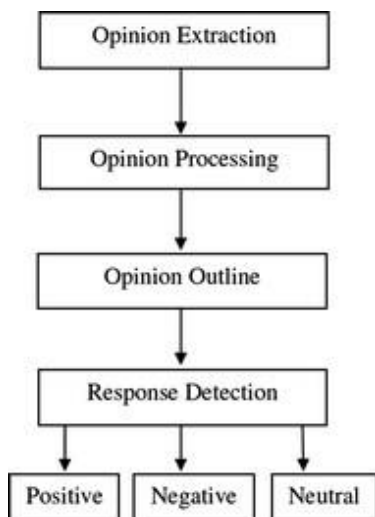 Opinion Extraction
Opinion Processing
Opinion Outline
Response Detection
Positive Negative Neutral